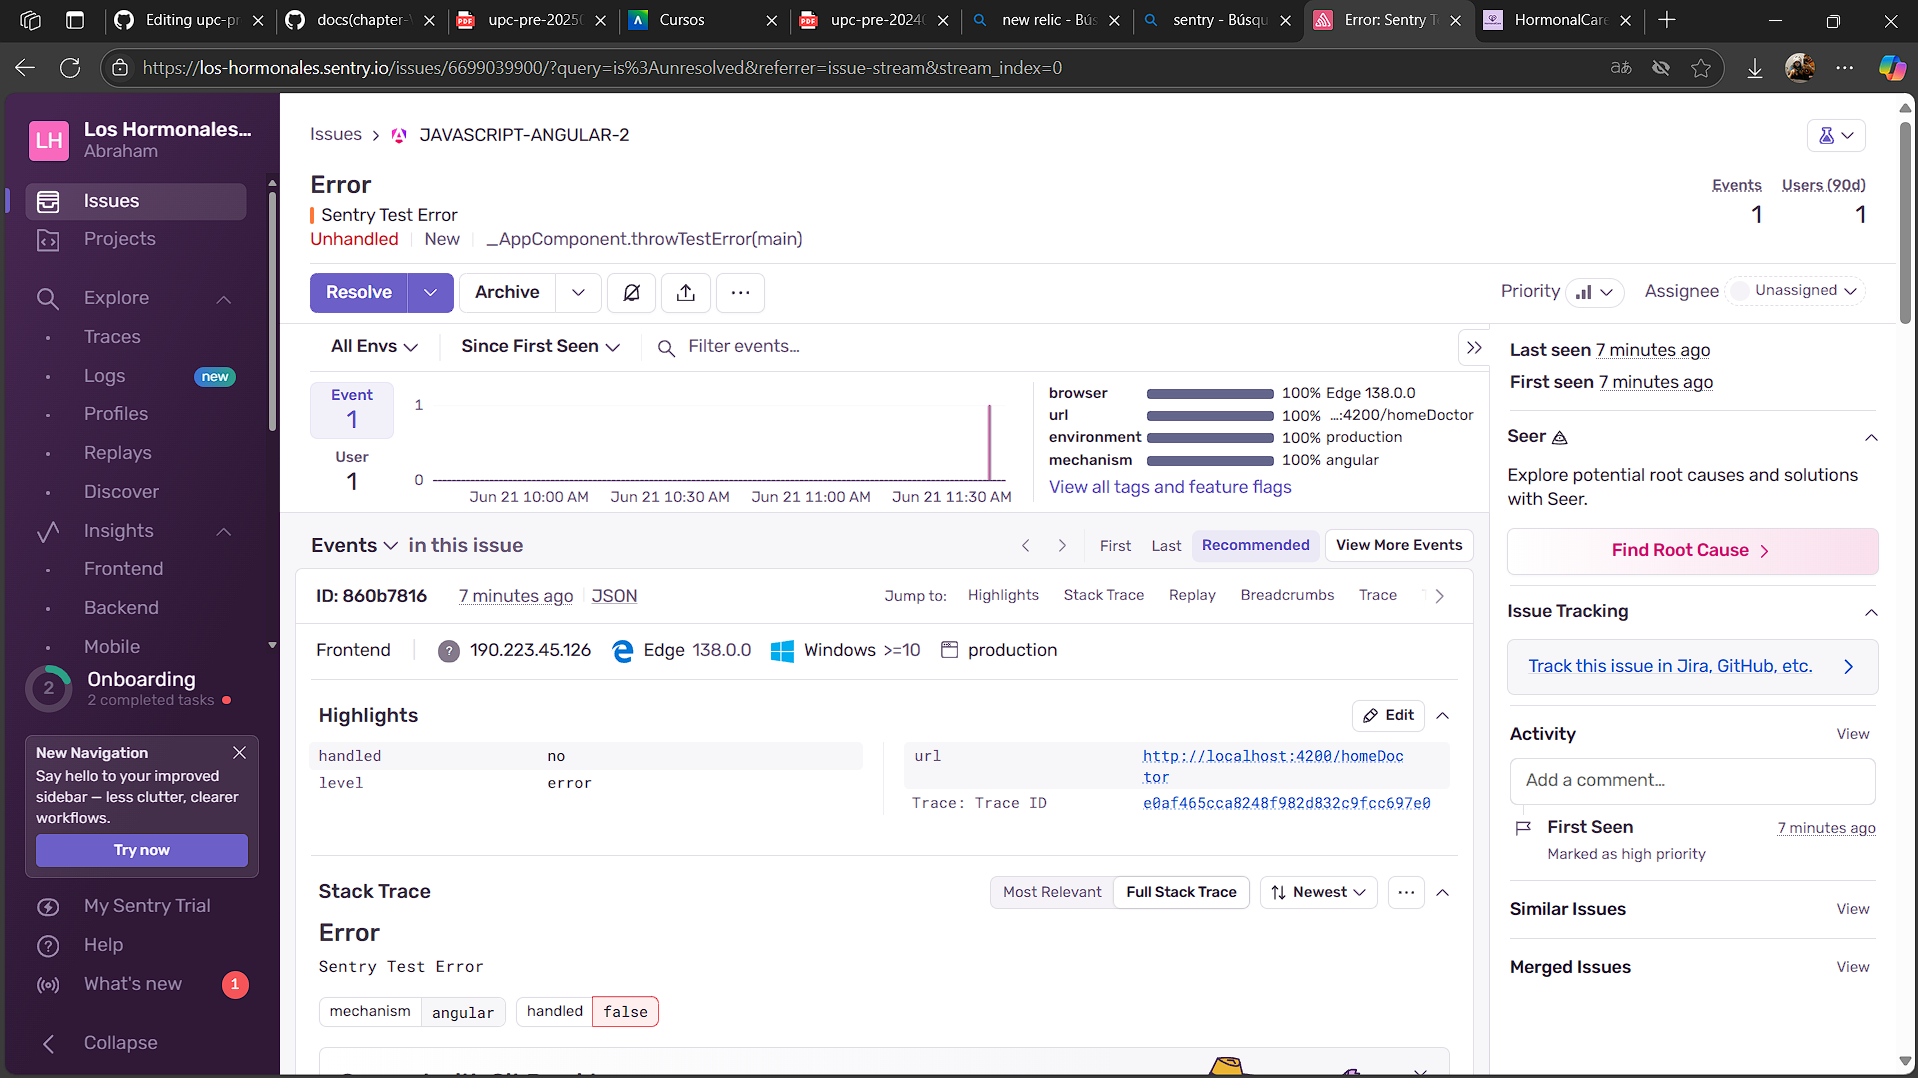 Editing upc-pr
docs(chapter-V
upc-pre-2025
Cursos
upc-pre-2024
new relic - Bús
sentry - Búsqu
Error: Sentry Te
HormonalCare
https://los-hormonales.sentry.io/issues/6699039900/?query=is%3Aunresolved&referrer=issue-stream&stream_index=0
LH
Los Hormonales...
Abraham
Issues
Projects
Explore
Traces
Logs
new
Profiles
Replays
Discover
Insights
Frontend
Backend
Mobile
2
Onboarding
2 completed tasks
New Navigation
Say hello to your improved
sidebar — less clutter, clearer
workflows.
Try now
My Sentry Trial
Help
What's new
1
Collapse
Issues > JAVASCRIPT-ANGULAR-2
Error
Sentry Test Error
Unhandled New _AppComponent.throwTestError(main)
Events Users (90d)
1 1
Resolve
Archive
Priority
Assignee
Unassigned
All Envs
Since First Seen
Filter events...
Event
1
User
1
1
0
Jun 21 10:00 AM
Jun 21 10:30 AM
Jun 21 11:00 AM
Jun 21 11:30 AM
browser 100% Edge 138.0.0
url 100% ...:4200/homeDoctor
environment 100% production
mechanism 100% angular
View all tags and feature flags
Events in this issue
First
Last
Recommended
View More Events
ID: 860b7816
7 minutes ago
JSON
Jump to:
Highlights
Stack Trace
Replay
Breadcrumbs
Trace
Frontend
190.223.45.126
Edge 138.0.0
Windows >=10
production
Highlights
Edit
handled no
level error
url http://localhost:4200/homeDoc
tor
Trace: Trace ID e0af465cca8248f982d832c9fcc697e0
Stack Trace
Most Relevant
Full Stack Trace
Newest
Error
Sentry Test Error
mechanism angular
handled false
Last seen 7 minutes ago
First seen 7 minutes ago
Seer
Explore potential root causes and solutions
with Seer.
Find Root Cause
Issue Tracking
Track this issue in Jira, GitHub, etc.
Activity
View
Add a comment...
First Seen
7 minutes ago
Marked as high priority
Similar Issues
View
Merged Issues
View